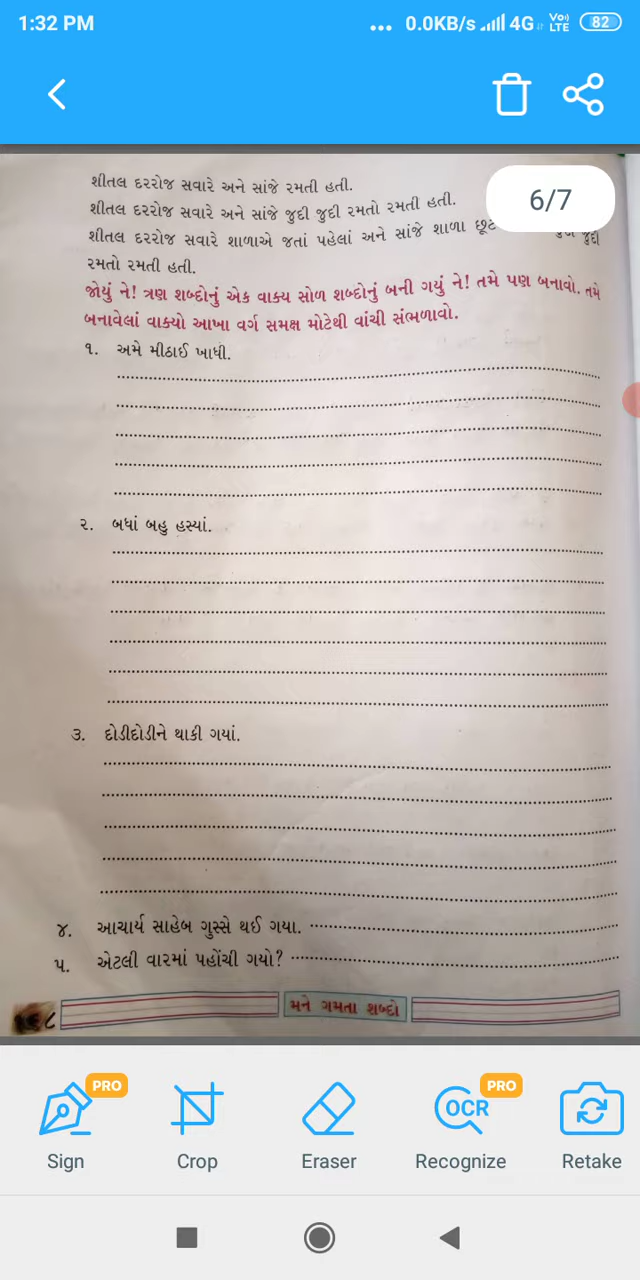 1:32 PM
... 0.0KB/s 4G Vo) LTE 82
શીતલ દરરોજ સવારે અને સાંજે રમતી હતી.
શીતલ દરરોજ સવારે અને સાંજે જુદી જુદી રમતો રમતી હતી.
6/7
શીતલ દરરોજ સવારે શાળાએ જતાં પહેલાં અને સાંજે શાળા છૂટ જુદી
રમતો રમતી હતી.
જોયું ને! ત્રણ શબ્દોનું એક વાક્ય સોળ શબ્દોનું બની ગયું ને! તમે પણ બનાવો. તમે
બનાવેલાં વાક્યો આખા વર્ગ સમક્ષ મોટેથી વાંચી સંભળાવો.
૧. અમે મીઠાઈ ખાધી.
૨. બધાં બહુ હસ્યાં.
૩. દોડીદોડીને થાકી ગયાં.
૪. આચાર્ય સાહેબ ગુસ્સે થઈ ગયા.
૫. એટલી વારમાં પહોંચી ગયો?
મને ગમતા શબ્દો
PRO
PRO
OCR
Sign
Crop
Eraser
Recognize
Retake